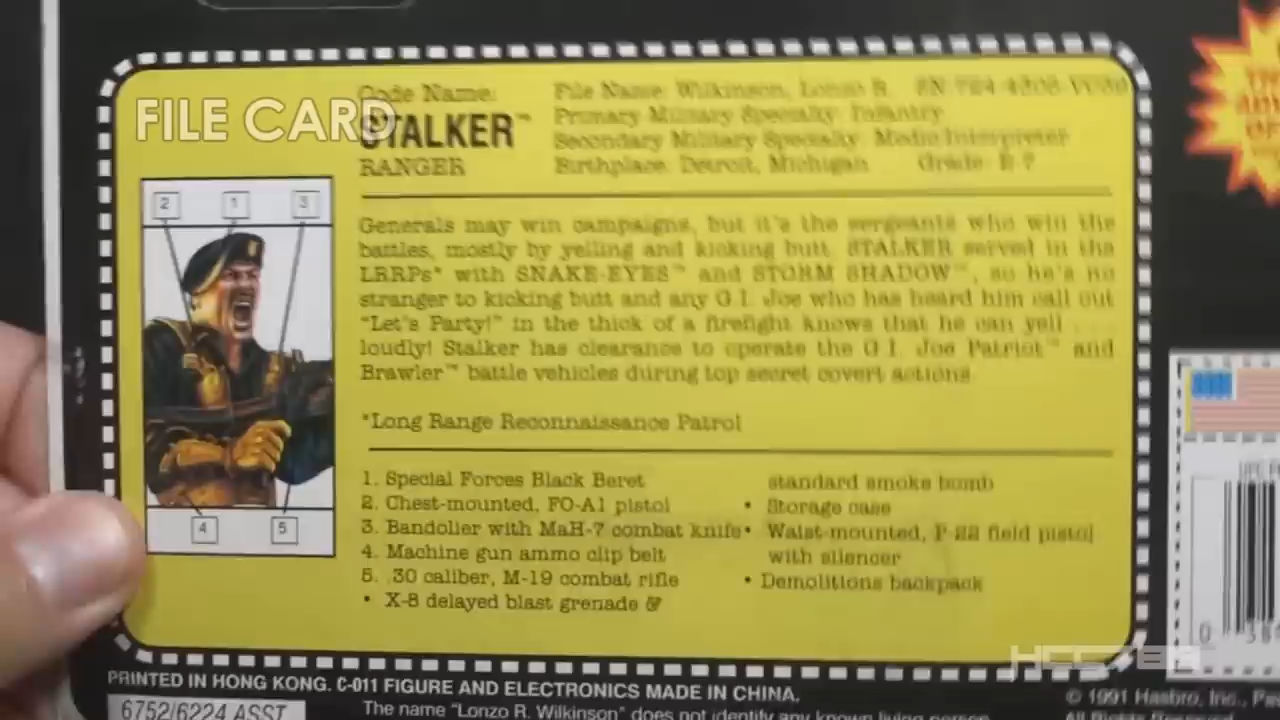 FILE CARD
Code Name:
STALKER™
RANGER
File Name: Wilkinson, Lonzo R.
Primary Military Specialty: Infantry
Secondary Military Specialty: Medic/Interpreter
Birthplace: Detroit, Michigan Grade: E-7
2 1 3
4 5
Generals may win campaigns, but it's the sergeants who win the
battles, mostly by yelling and kicking butt. STALKER served in the
LRRPs* with SNAKE-EYES™ and STORM SHADOW™, so he's no
stranger to kicking butt and any G.I. Joe who has heard him call out
"Let's Party!" in the thick of a firefight knows that he can yell . . .
loudly! Stalker has clearance to operate the G.I. Joe Patriot™ and
Brawler™ battle vehicles during top secret covert actions.
*Long Range Reconnaissance Patrol
1. Special Forces Black Beret
2. Chest-mounted, FO-A1 pistol
3. Bandolier with MaH-7 combat knife
4. Machine gun ammo clip belt
5. .30 caliber, M-19 combat rifle
• X-8 delayed blast grenade &
standard smoke bomb
• Storage case
• Waist-mounted, P-22 field pistol
with silencer
• Demolitions backpack
PRINTED IN HONG KONG. C-011 FIGURE AND ELECTRONICS MADE IN CHINA.
6752/6224 ASST
The name "Lonzo R. Wilkinson" does not identify any known living person
© 1991 Hasbro, Inc.,
All Rights Reserved
0